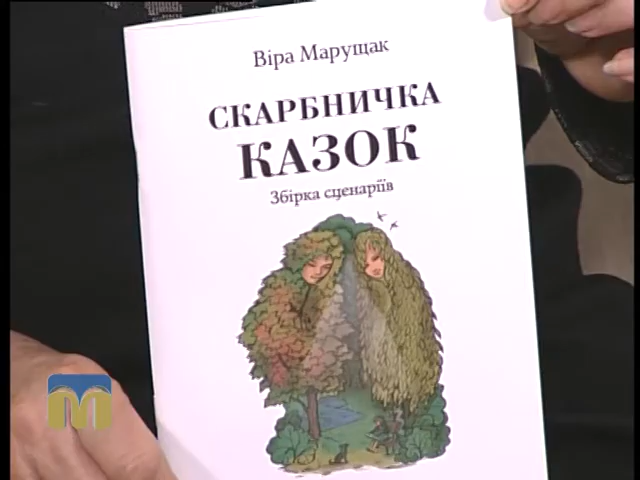 Віра Марущак
СКАРБНИЧКА
КАЗОК
Збірка сценаріїв
М